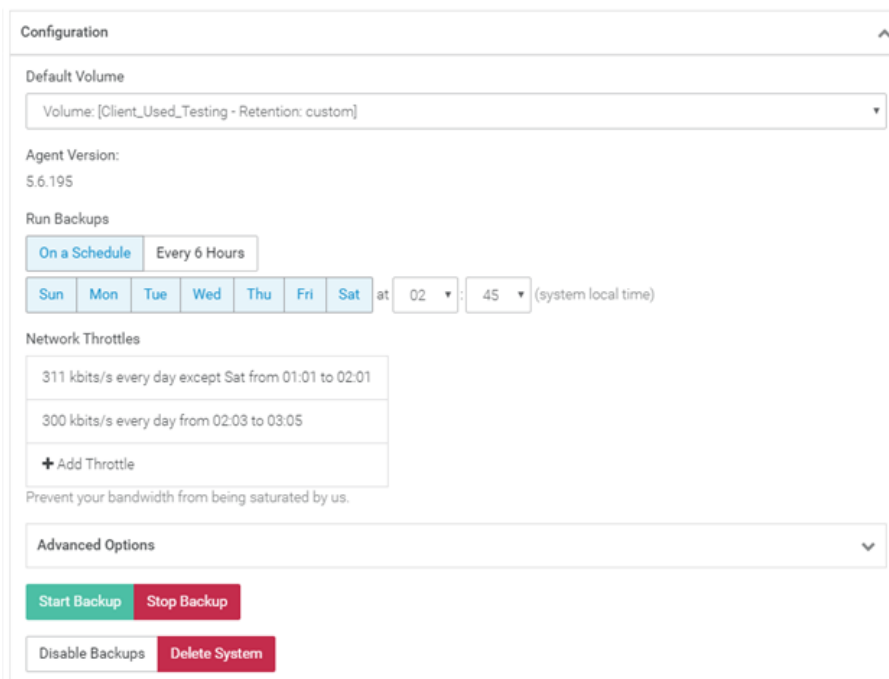 Configuration
Default Volume
Volume: [Client_Used_Testing - Retention: custom]
Agent Version:
5.6.195
Run Backups
On a Schedule Every 6 Hours
Sun Mon Tue Wed Thu Fri Sat at 02 : 45 (system local time)
Network Throttles
311 kbits/s every day except Sat from 01:01 to 02:01
300 kbits/s every day from 02:03 to 03:05
+ Add Throttle
Prevent your bandwidth from being saturated by us.
Advanced Options
Start Backup Stop Backup
Disable Backups Delete System